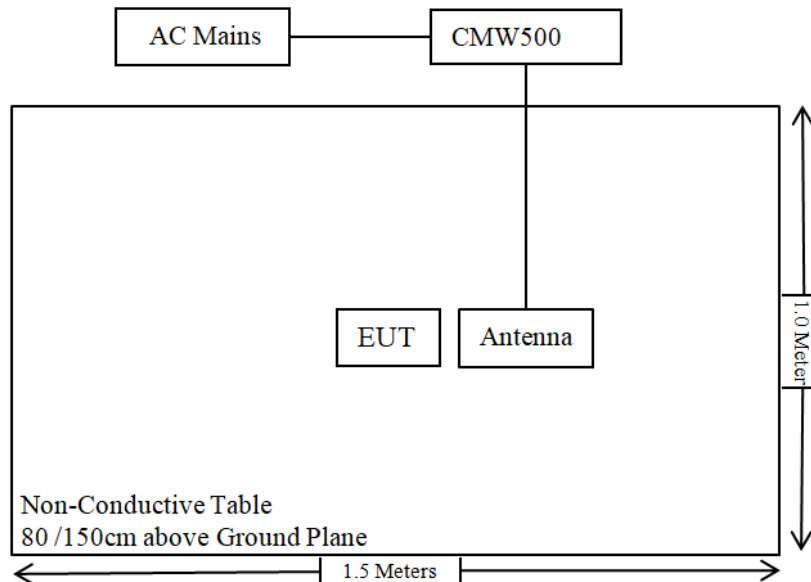 AC Mains
CMW500
EUT
Antenna
1.0 Meter
Non-Conductive Table
80 /150cm above Ground Plane
1.5 Meters